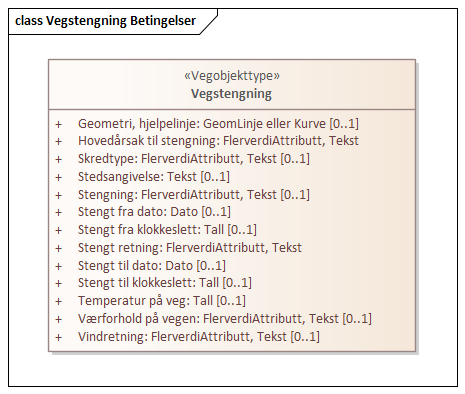 class Vegstengning Betingelser
«Vegobjekttype»
Vegstengning
+ Geometri, hjelpelinje: GeomLinje eller Kurve [0..1]
+ Hovedårsak til stengning: FlerverdiAttributt, Tekst
+ Skredtype: FlerverdiAttributt, Tekst [0..1]
+ Stedsangivelse: Tekst [0..1]
+ Stengning: FlerverdiAttributt, Tekst [0..1]
+ Stengt fra dato: Dato [0..1]
+ Stengt fra klokkeslett: Tall [0..1]
+ Stengt retning: FlerverdiAttributt, Tekst
+ Stengt til dato: Dato [0..1]
+ Stengt til klokkeslett: Tall [0..1]
+ Temperatur på veg: Tall [0..1]
+ Værforhold på vegen: FlerverdiAttributt, Tekst [0..1]
+ Vindretning: FlerverdiAttributt, Tekst [0..1]